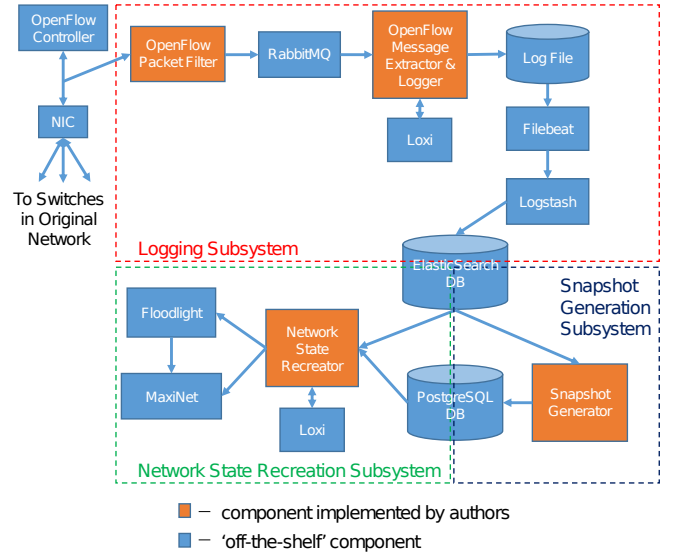 OpenFlow
Controller
OpenFlow
Packet Filter
RabbitMQ
OpenFlow
Message
Extractor &
Logger
Log File
NIC
Loxi
Filebeat
To Switches
in Original
Network
Logstash
Logging Subsystem
ElasticSearch
DB
Snapshot
Generation
Subsystem
Floodlight
Network
State
Recreator
MaxiNet
PostgreSQL
DB
Snapshot
Generator
Loxi
Network State Recreation Subsystem
– component implemented by authors
– ‘off-the-shelf’ component